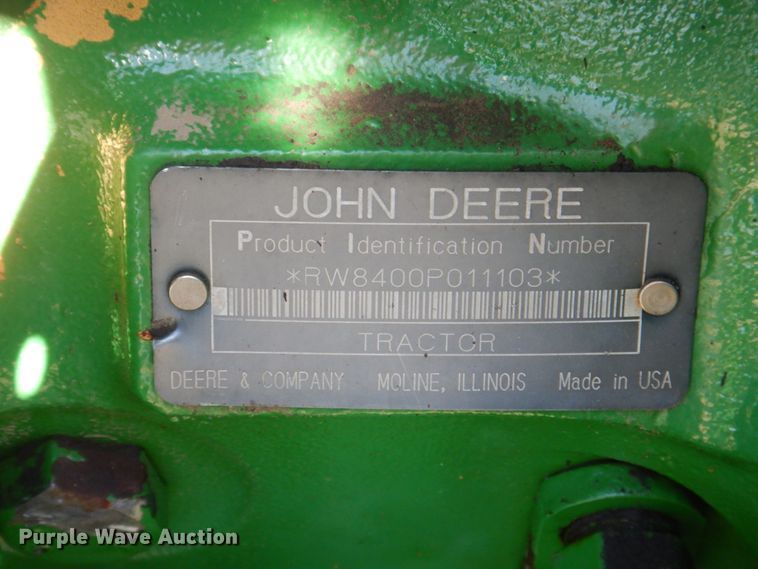 JOHN DEERE
Product Identification Number
*RW8400P011103*
TRACTOR
DEERE & COMPANY MOLINE, ILLINOIS Made in USA
Purple Wave Auction